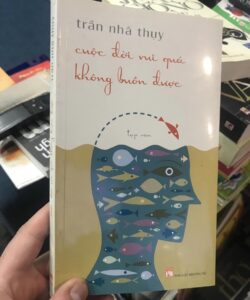 trần nhã thụy
cuộc đời vui quá
không buồn được
tạp văn